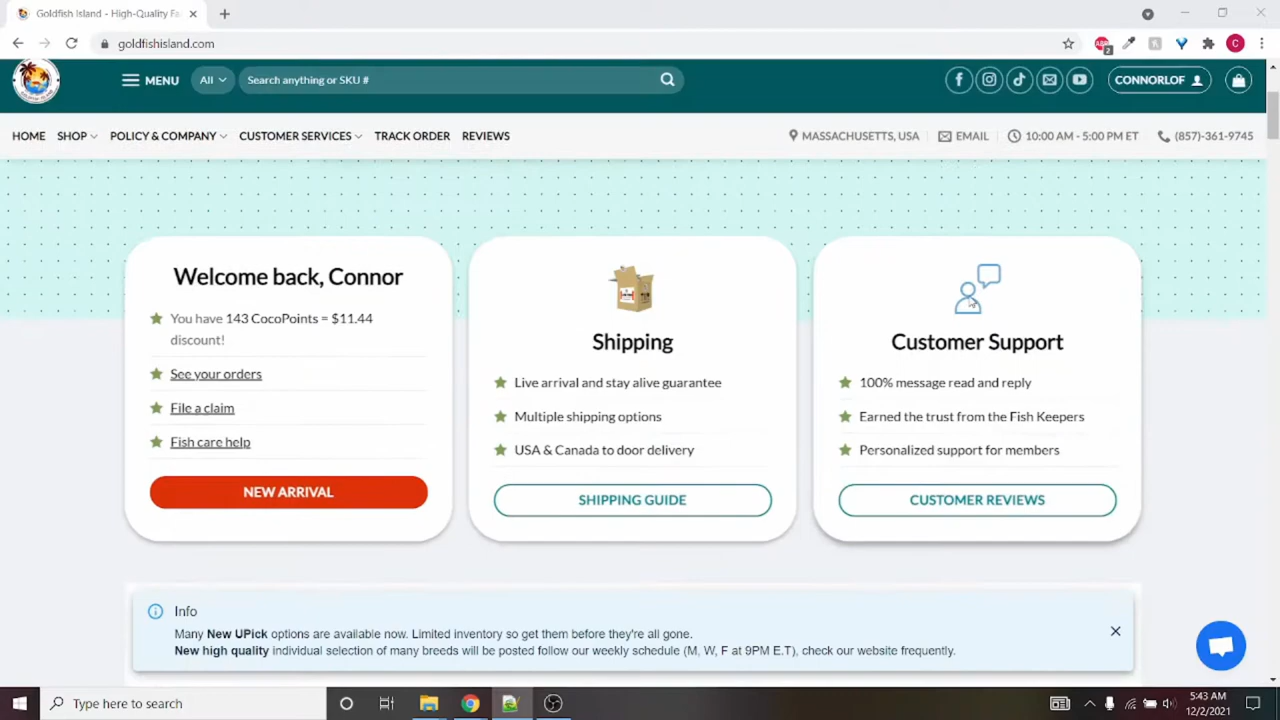 Goldfish Island - High-Quality Fa
goldfishisland.com
2
C
MENU
All
Search anything or SKU #
CONNORLOF
HOME
SHOP
POLICY & COMPANY
CUSTOMER SERVICES
TRACK ORDER
REVIEWS
MASSACHUSETTS, USA
EMAIL
10:00 AM - 5:00 PM ET
(857)-361-9745
Welcome back, Connor
You have 143 CocoPoints = $11.44
discount!
See your orders
File a claim
Fish care help
NEW ARRIVAL
Shipping
Live arrival and stay alive guarantee
Multiple shipping options
USA & Canada to door delivery
SHIPPING GUIDE
Customer Support
100% message read and reply
Earned the trust from the Fish Keepers
Personalized support for members
CUSTOMER REVIEWS
Info
Many New UPick options are available now. Limited inventory so get them before they're all gone.
New high quality individual selection of many breeds will be posted follow our weekly schedule (M, W, F at 9PM E.T), check our website frequently.
Type here to search
5:43 AM
12/2/2021